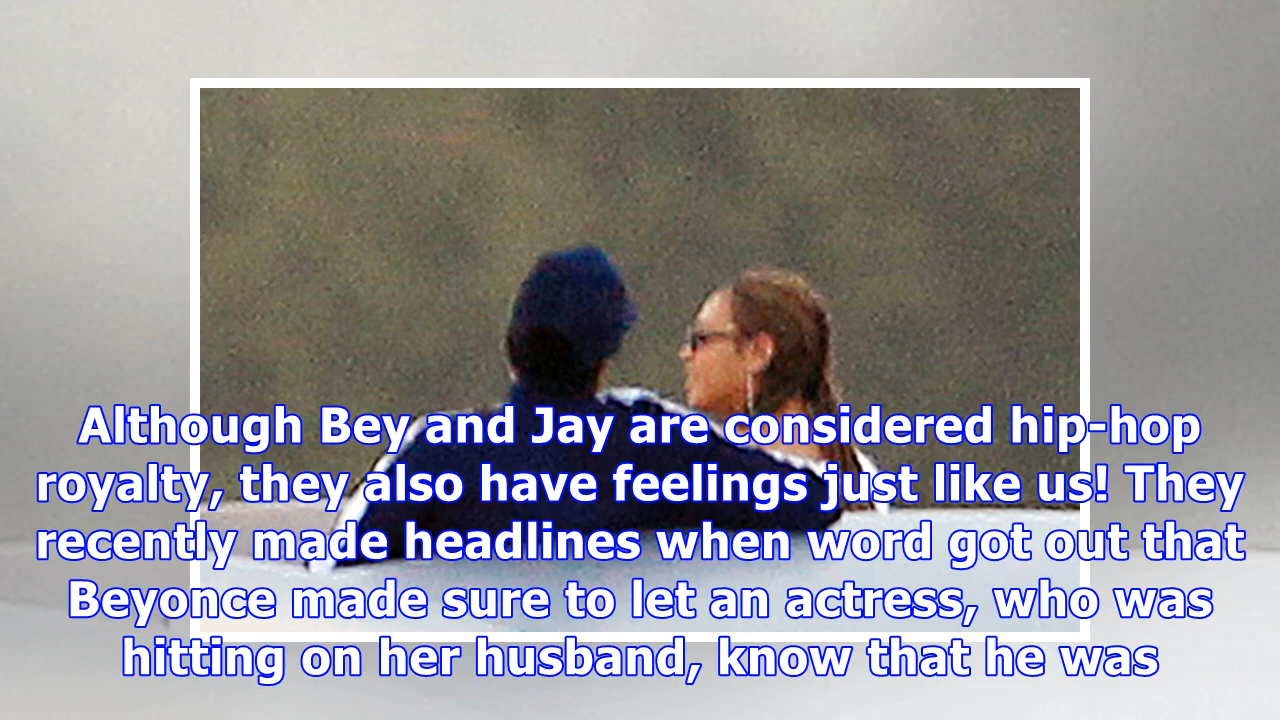 Although Bey and Jay are considered hip-hop
royalty, they also have feelings just like us! They
recently made headlines when word got out that
Beyonce made sure to let an actress, who was
hitting on her husband, know that he was